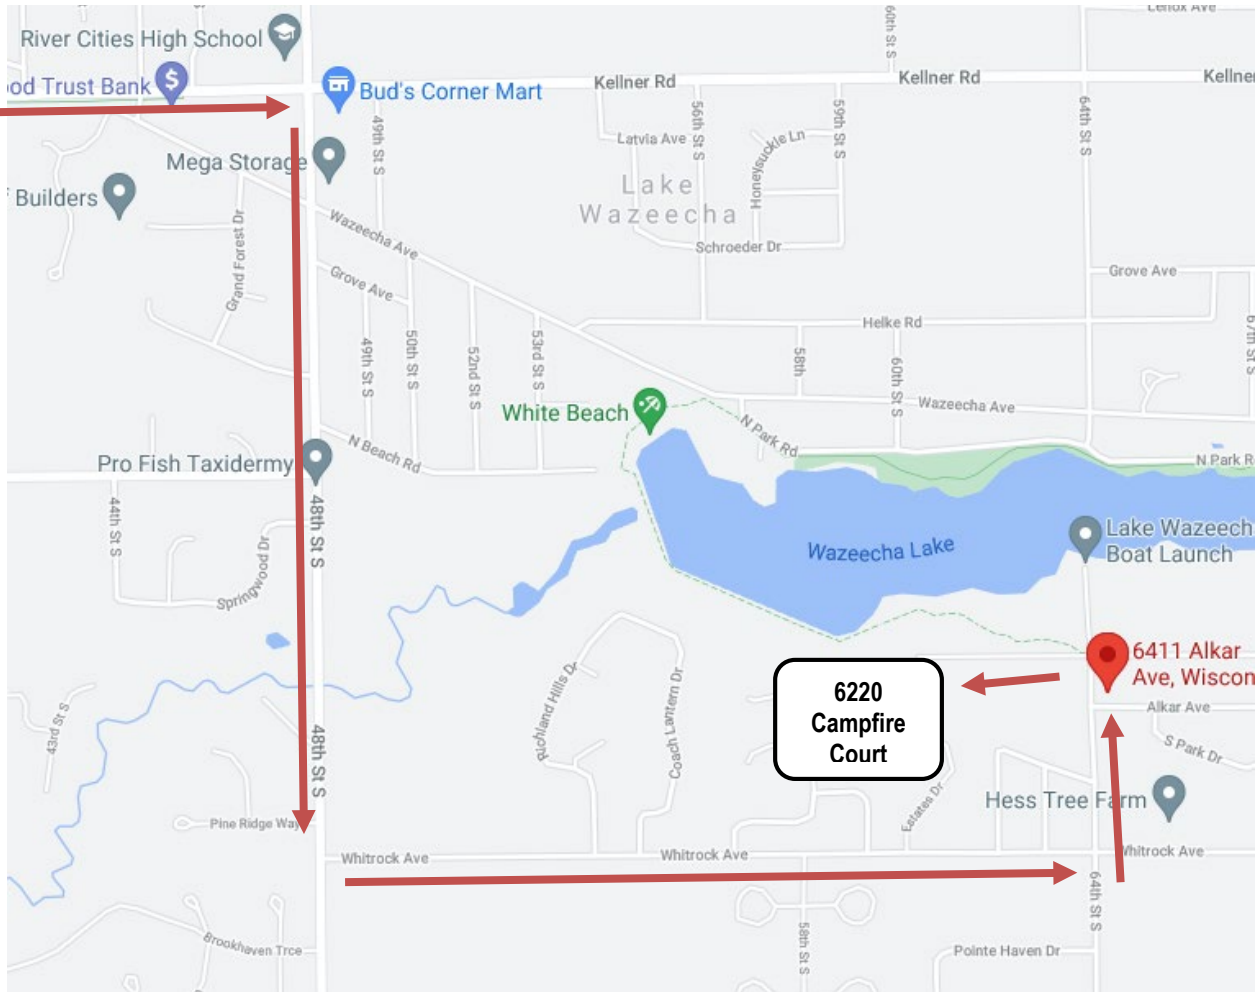 Lenox Ave
60th St S
River Cities High School
Kellner Rd
Kellner Rd
Kellner
ood Trust Bank
Bud's Corner Mart
49th St S
56th St S
59th St S
64th St S
Latvia Ave
Honeysuckle Ln
Mega Storage
Lake
Wazeecha
Builders
Grand Forest Dr
Wazeecha Ave
Schroeder Dr
Grove Ave
Grove Ave
Helke Rd
49th St S
50th St S
52nd St S
53rd St S
58th
60th St S
67th St S
White Beach
Wazeecha Ave
N Park Rd
N Beach Rd
Pro Fish Taxidermy
N Park R
44th St S
48th St S
Springwood Dr
Wazeecha Lake
Lake Wazeech
Boat Launch
6411 Alkar
Ave, Wiscon
6220
Campfire
Court
Richland Hills Dr
Coach Lantern Dr
Alkar Ave
43rd St S
48th St S
S Park Dr
Estates Dr
Hess Tree Farm
Pine Ridge Way
Whitrock Ave
Whitrock Ave
Whitrock Ave
64th St S
58th St S
Brookhaven Trce
Pointe Haven Dr